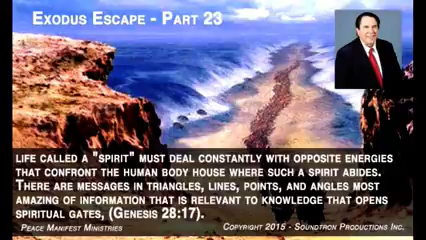 Exodus Escape - Part 23
LIFE CALLED A "SPIRIT" MUST DEAL CONSTANTLY WITH OPPOSITE ENERGIES
THAT CONFRONT THE HUMAN BODY HOUSE WHERE SUCH A SPIRIT ABIDES.
THERE ARE MESSAGES IN TRIANGLES, LINES, POINTS, AND ANGLES MOST
AMAZING OF INFORMATION THAT IS RELEVANT TO KNOWLEDGE THAT OPENS
SPIRITUAL GATES, (GENESIS 28:17).
Peace Manifest Ministries
Copyright 2015 - Soundtron Productions Inc.